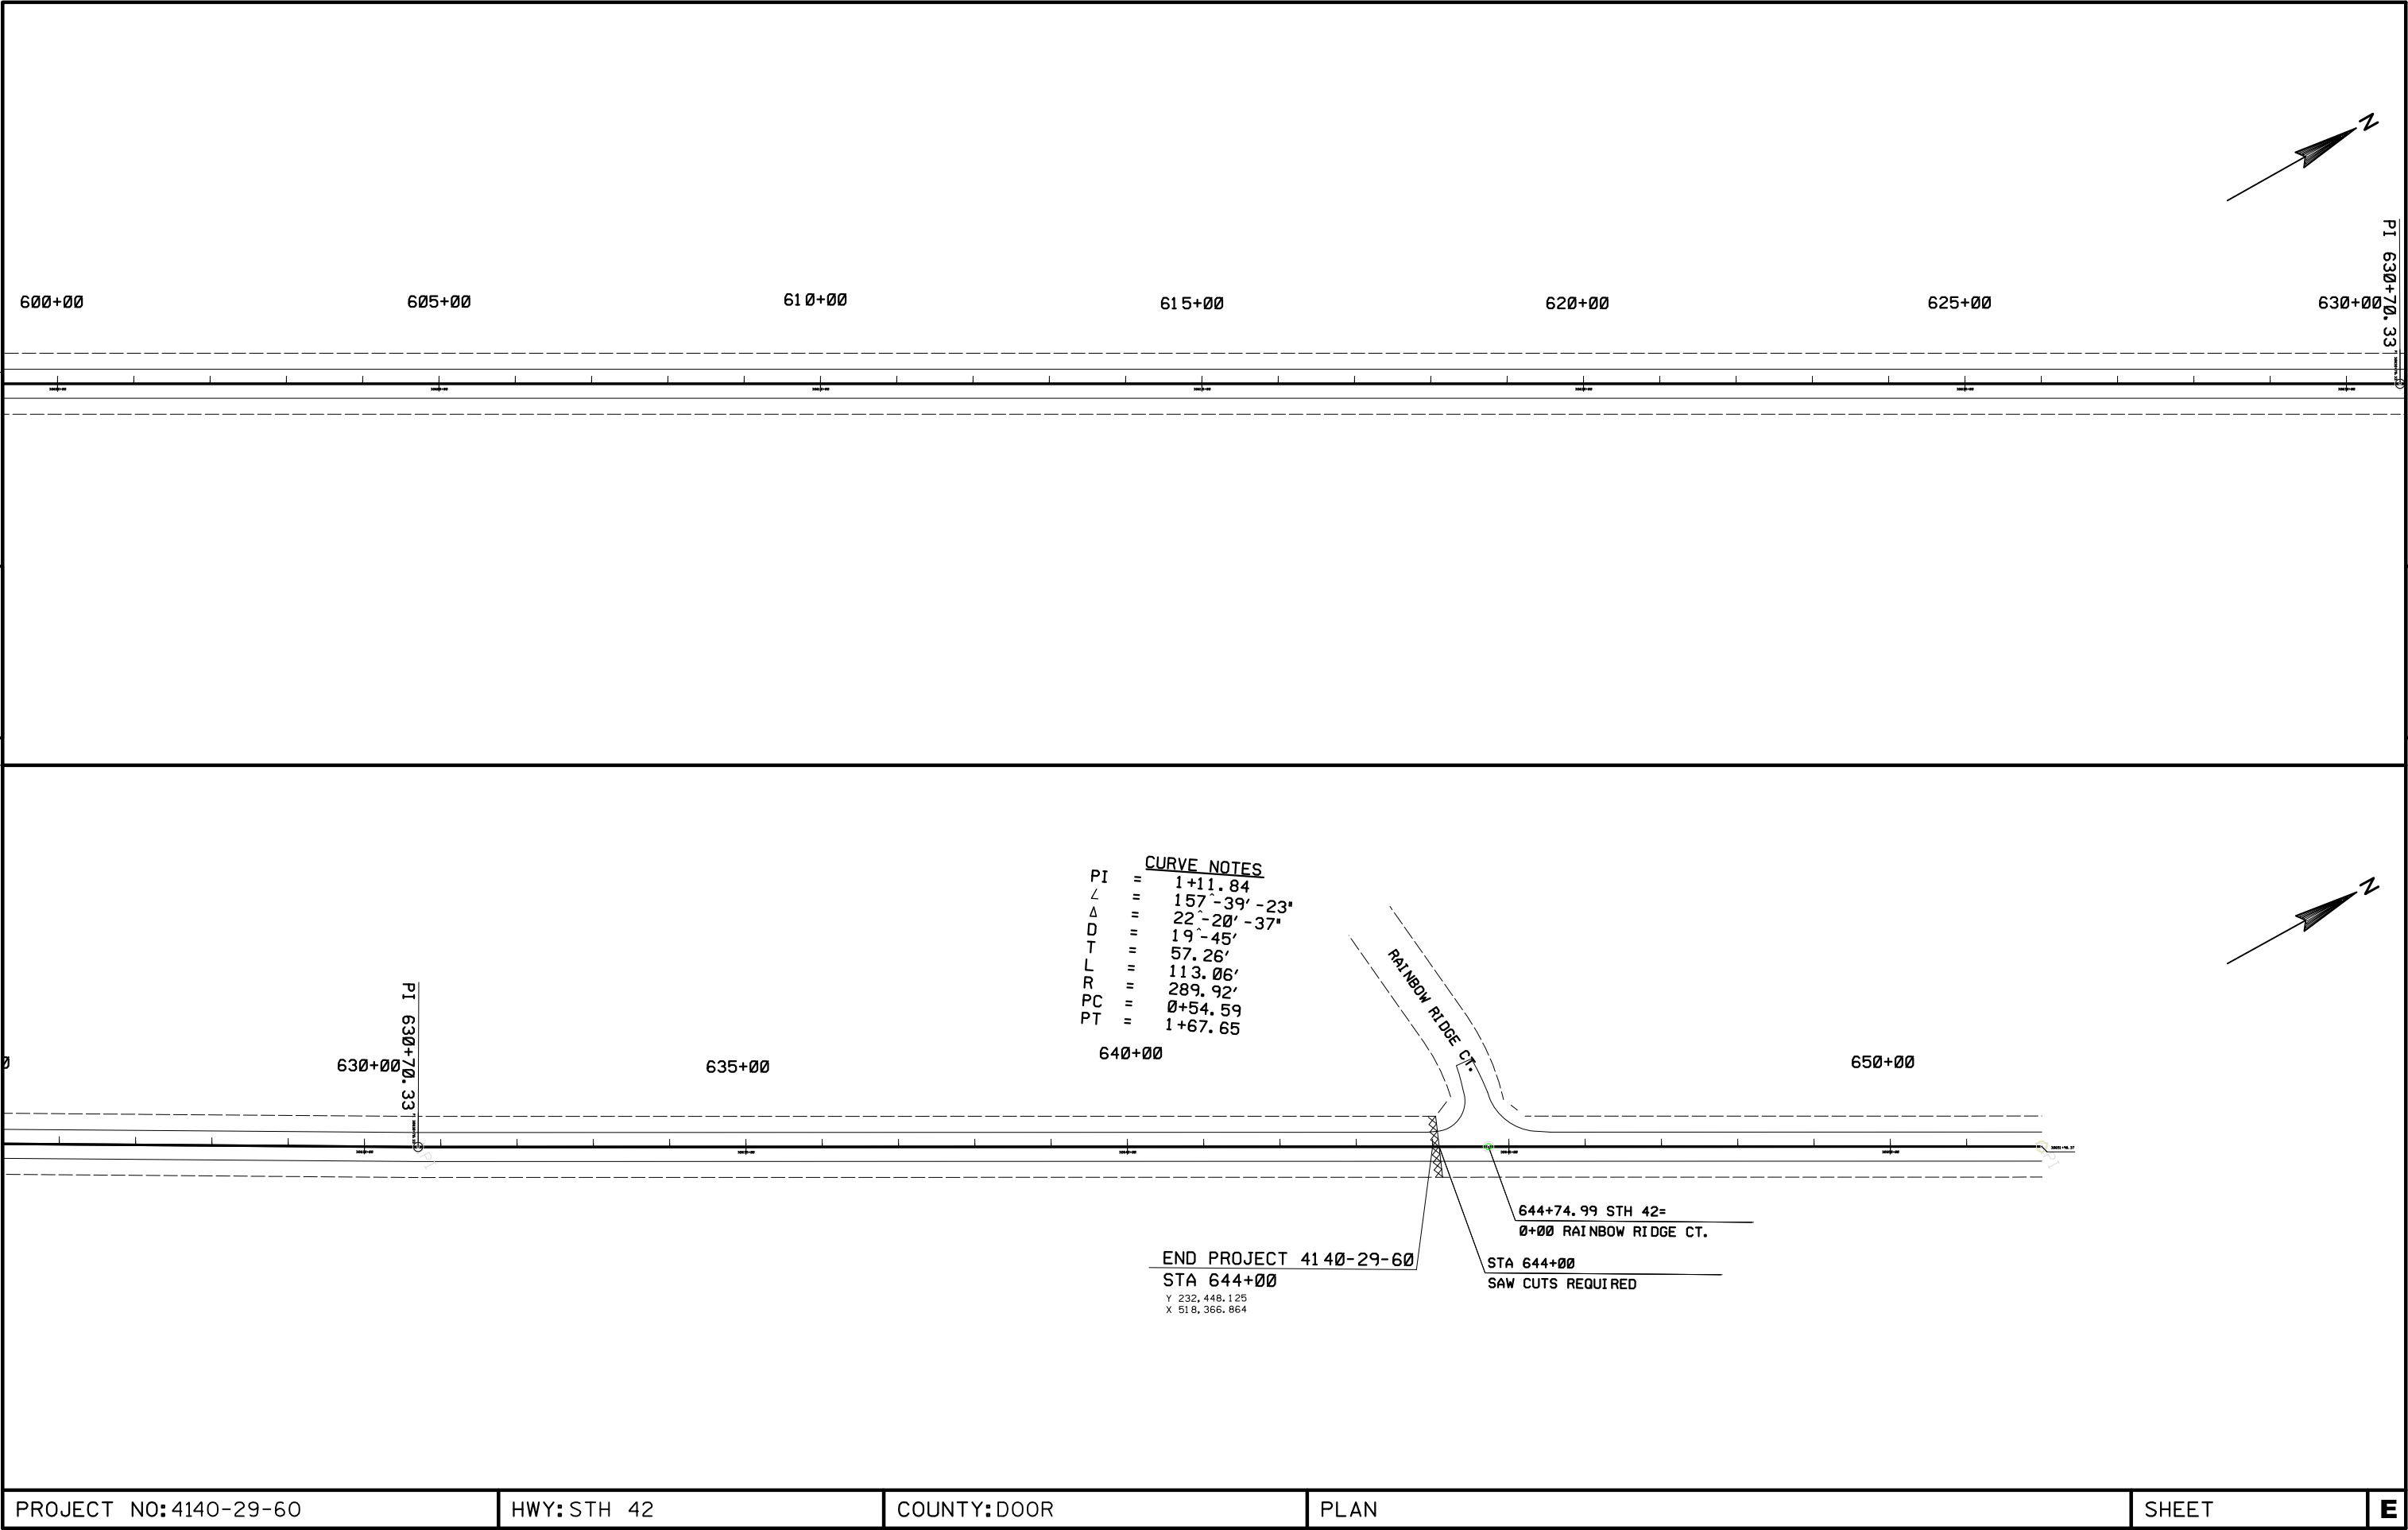 N
PI 630+70.33
600+00 605+00 610+00 615+00 620+00 625+00 630+00
CURVE NOTES
PI = 1+11.84
∠ = 157^-39'-23"
Δ = 22^-20'-37"
D = 19^-45'
T = 57.26'
L = 113.06'
R = 289.92'
PC = 0+54.59
PT = 1+67.65
N
RAINBOW RIDGE CT.
PI 630+70.33
0 630+00 635+00 640+00 650+00
PI
PI
644+74.99 STH 42=
0+00 RAINBOW RIDGE CT.
END PROJECT 4140-29-60
STA 644+00
Y 232,448.125
X 518,366.864
STA 644+00
SAW CUTS REQUIRED
PROJECT NO:4140-29-60 HWY:STH 42 COUNTY:DOOR PLAN SHEET E